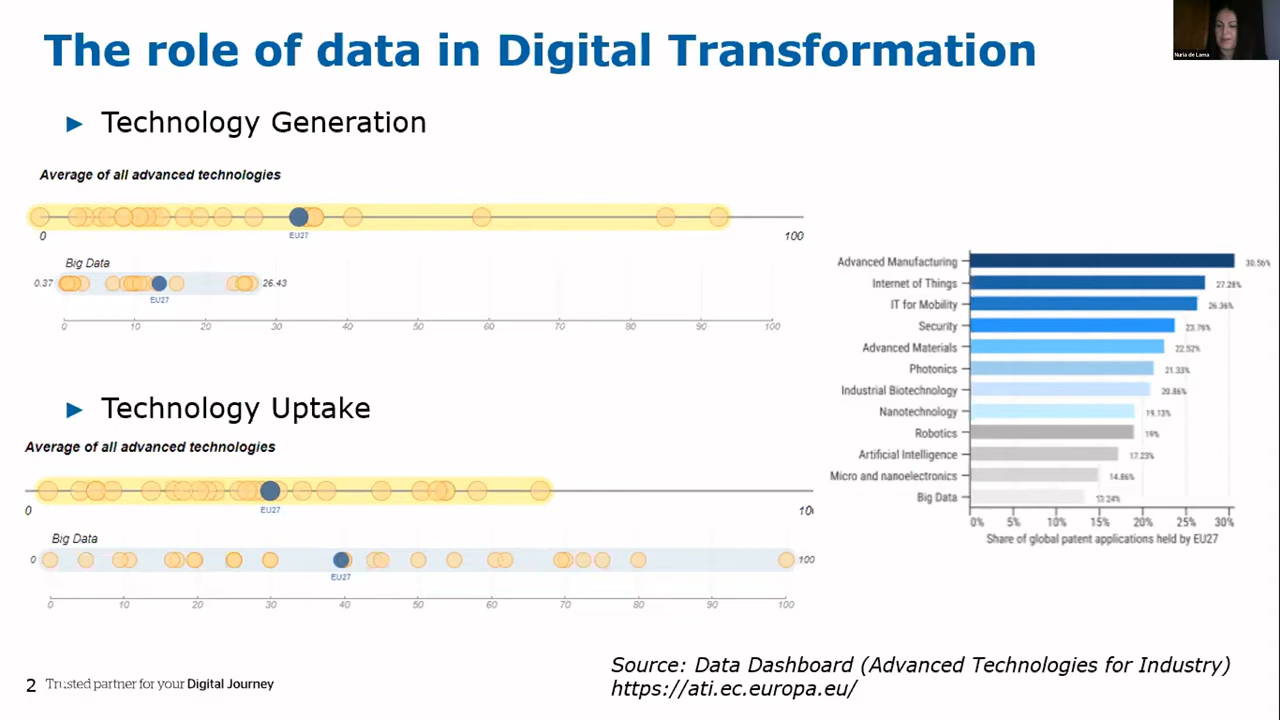 The role of data in Digital Transformation
Nuria de Lama
Technology Generation
Average of all advanced technologies
EU27
0
100
Big Data
0.37
26.43
EU27
0 10 20 30 40 50 60 70 80 90 100
Technology Uptake
Average of all advanced technologies
EU27
0
10
Big Data
0
100
EU27
0 10 20 30 40 50 60 70 80 90 100
Advanced Manufacturing 30.56%
Internet of Things 27.28%
IT for Mobility 26.36%
Security 23.76%
Advanced Materials 22.52%
Photonics 21.33%
Industrial Biotechnology 20.86%
Nanotechnology 19.13%
Robotics 19%
Artificial Intelligence 17.23%
Micro and nanoelectronics 14.86%
Big Data 13.24%
0% 5% 10% 15% 20% 25% 30%
Share of global patent applications held by EU27
Source: Data Dashboard (Advanced Technologies for Industry)
https://ati.ec.europa.eu/
2 Trusted partner for your Digital Journey